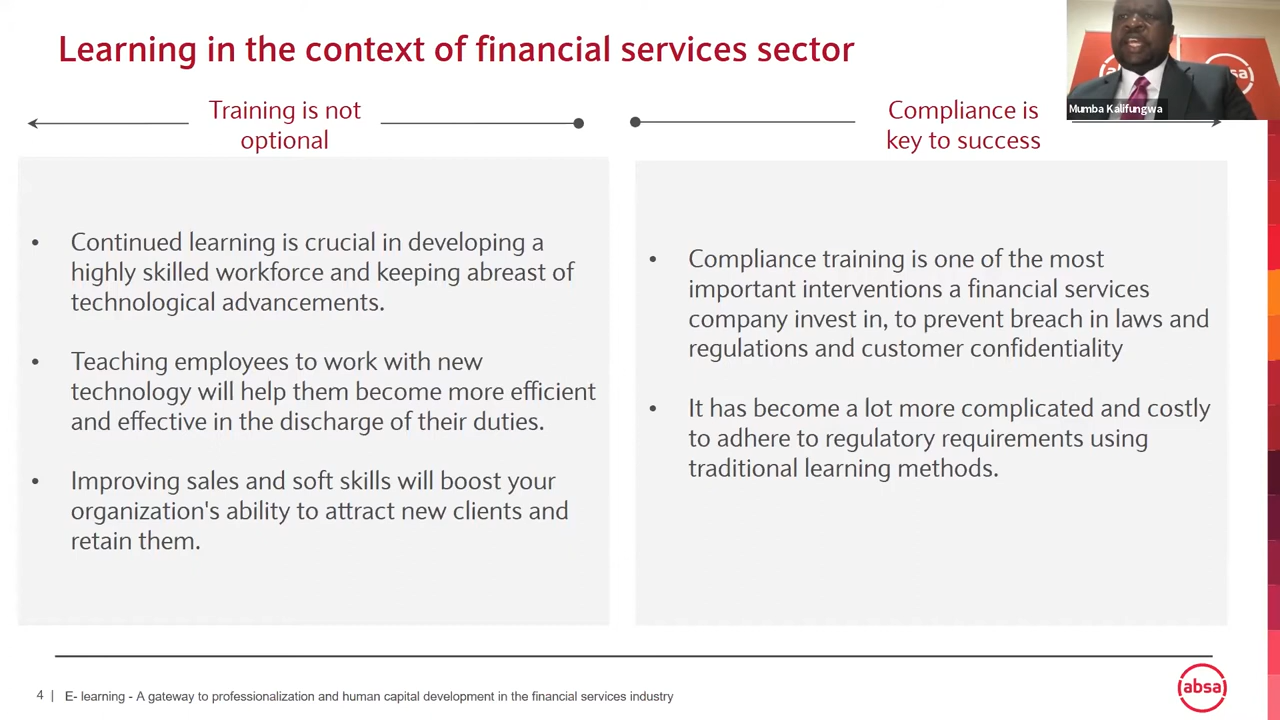 Learning in the context of financial services sector
absa
Mumba Kalifungwa
Training is not
optional
• Continued learning is crucial in developing a
highly skilled workforce and keeping abreast of
technological advancements.
• Teaching employees to work with new
technology will help them become more efficient
and effective in the discharge of their duties.
• Improving sales and soft skills will boost your
organization's ability to attract new clients and
retain them.
Compliance is
key to success
• Compliance training is one of the most
important interventions a financial services
company invest in, to prevent breach in laws and
regulations and customer confidentiality
• It has become a lot more complicated and costly
to adhere to regulatory requirements using
traditional learning methods.
4 | E- learning - A gateway to professionalization and human capital development in the financial services industry
absa